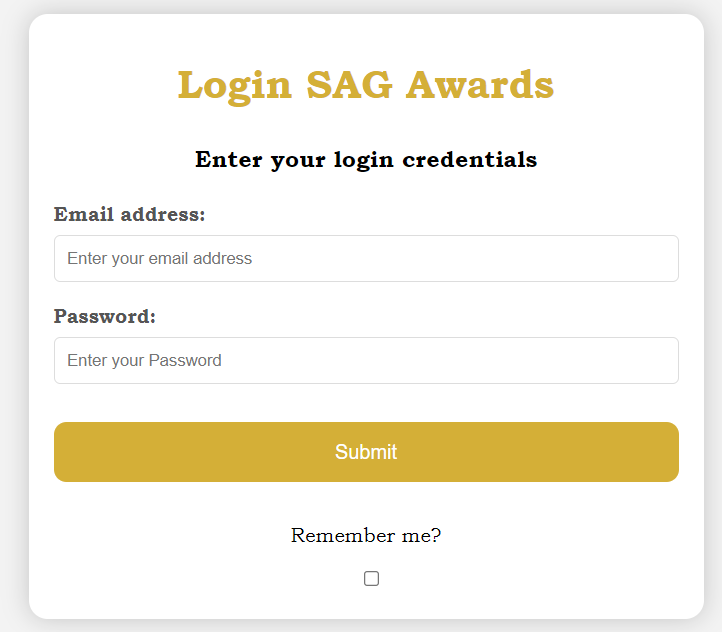 Login SAG Awards
Enter your login credentials
Email address:
Enter your email address
Password:
Enter your Password
Submit
Remember me?